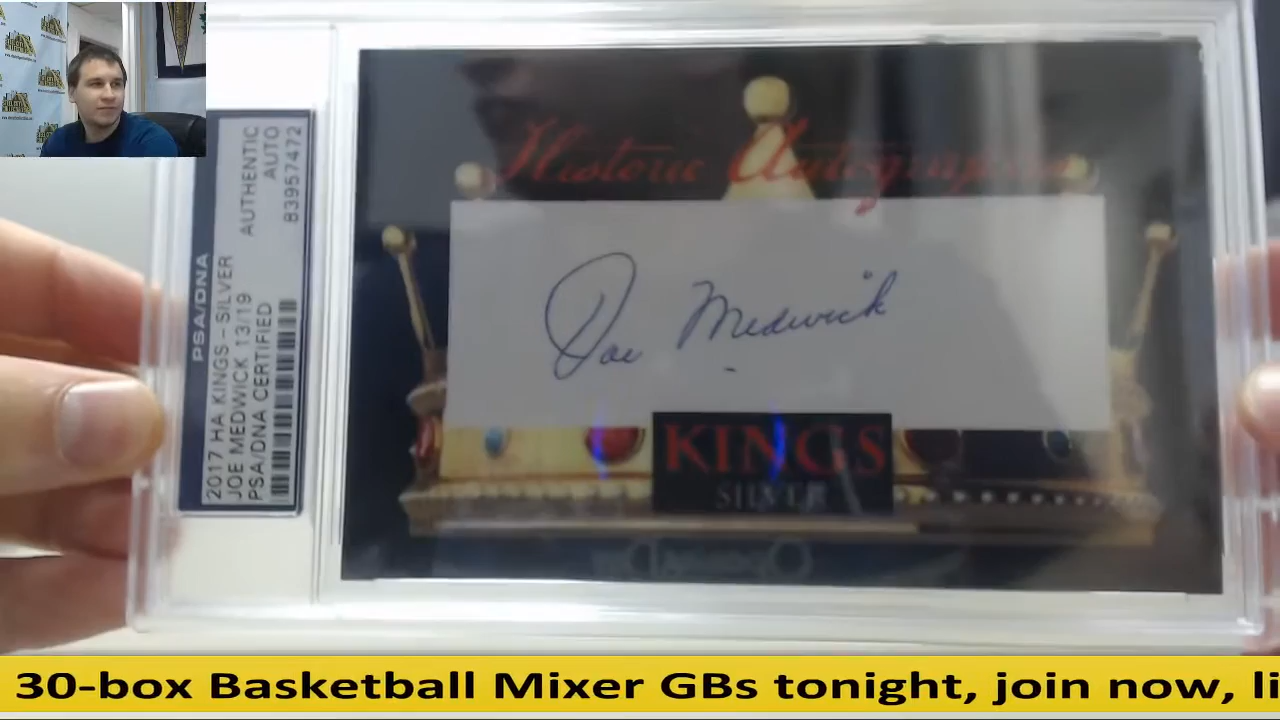 PSA/DNA
2017 HA KINGS - SILVER
JOE MEDWICK 13/19
PSA/DNA CERTIFIED
AUTHENTIC
AUTO
83957472
Historic Autographs
Joe Medwick
KINGS
SILVER
30-box Basketball Mixer GBs tonight, join now, li